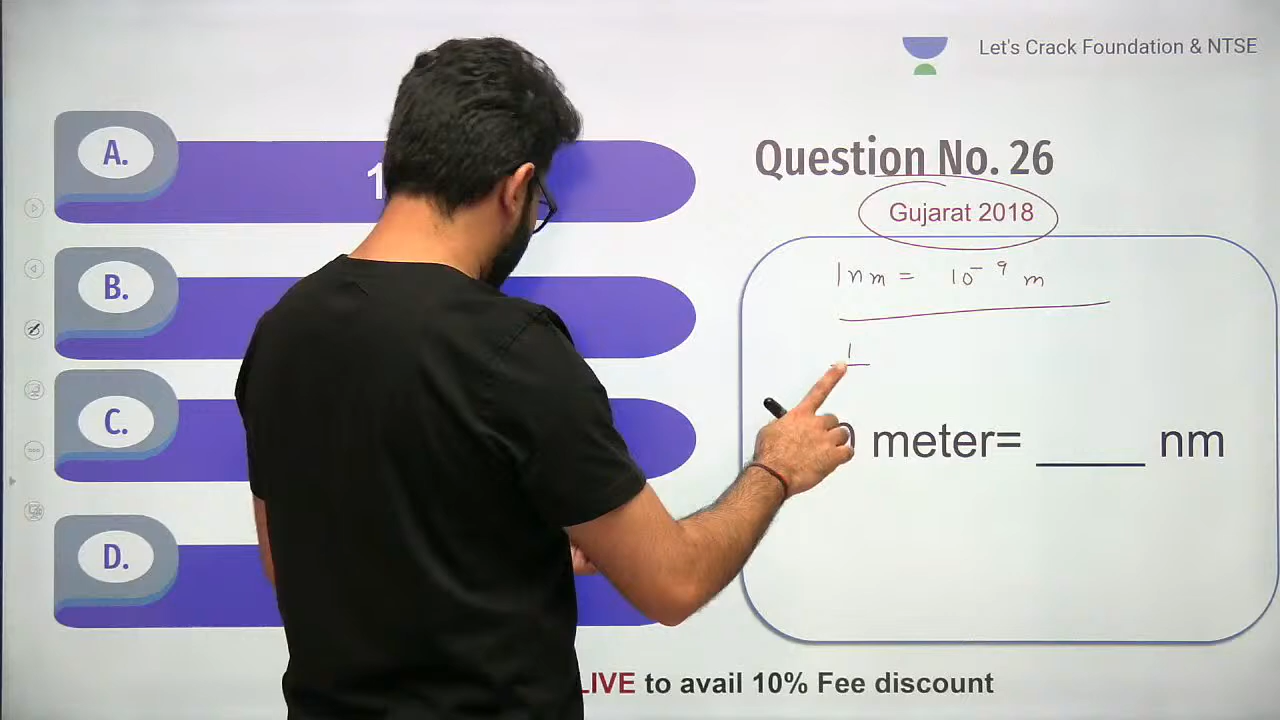 Let's Crack Foundation & NTSE
A.
1
B.
C.
D.
Question No. 26
Gujarat 2018
1nm = 10⁻⁹ m
1
meter= _____ nm
LIVE to avail 10% Fee discount